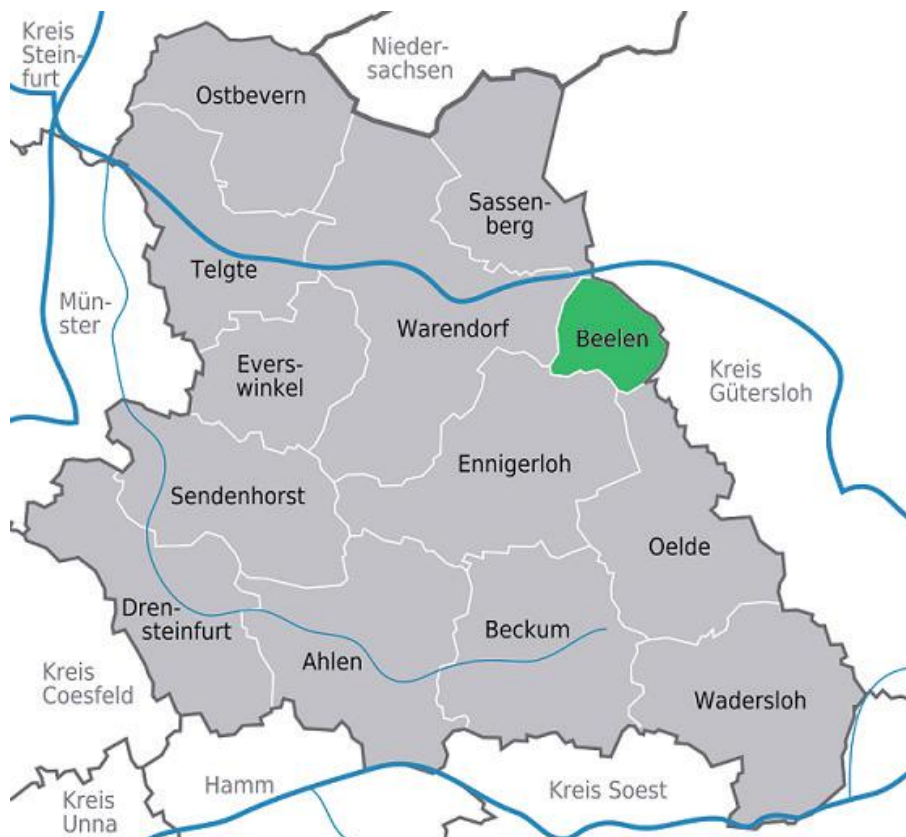 Kreis
Stein-
furt
Nieder-
sachsen
Ostbevern
Sassen-
berg
Telgte
Mün-
ster
Warendorf
Beelen
Evers-
winkel
Kreis
Gütersloh
Ennigerloh
Sendenhorst
Oelde
Dren-
steinfurt
Beckum
Ahlen
Kreis
Coesfeld
Wadersloh
Hamm
Kreis Soest
Kreis
Unna